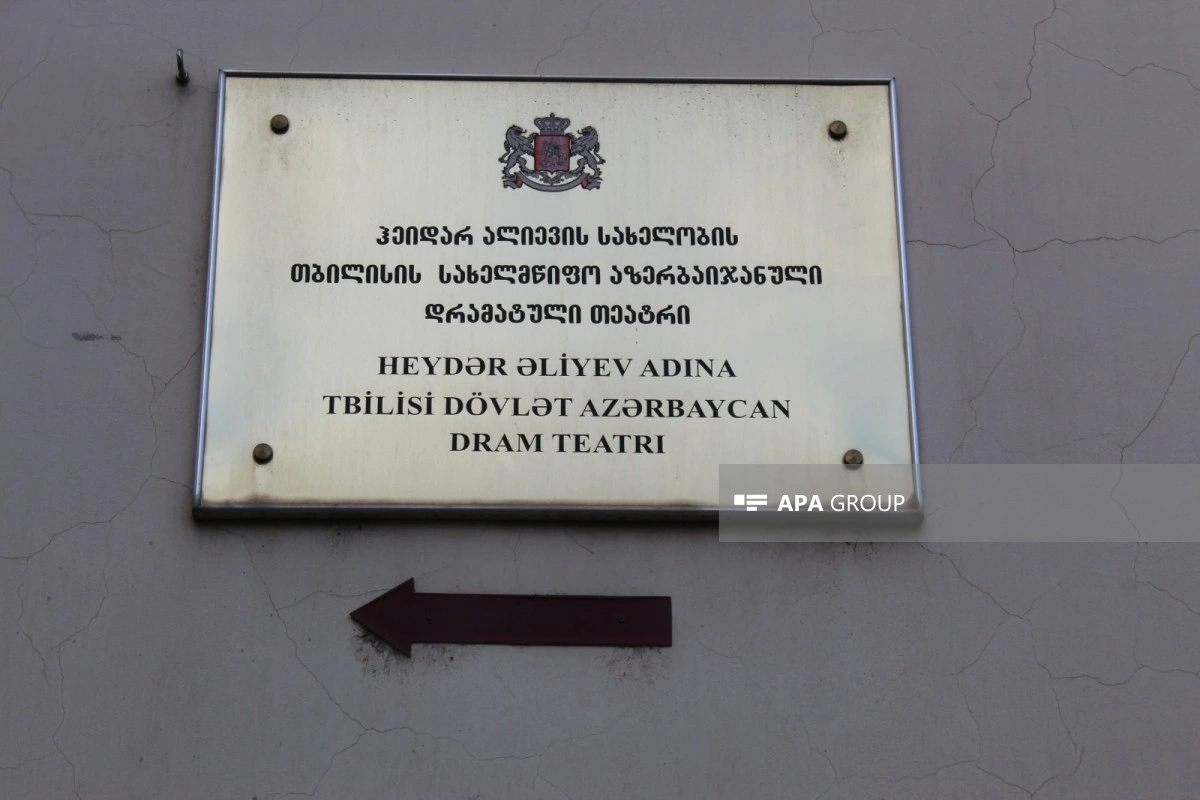 ჰეიდარ ალიევის სახელობის
თბილისის სახელმწიფო აზერბაიჯანული
დრამატული თეატრი
HEYDƏR ƏLİYEV ADINA
TBİLİSİ DÖVLƏT AZƏRBAYCAN
DRAM TEATRI
APA GROUP